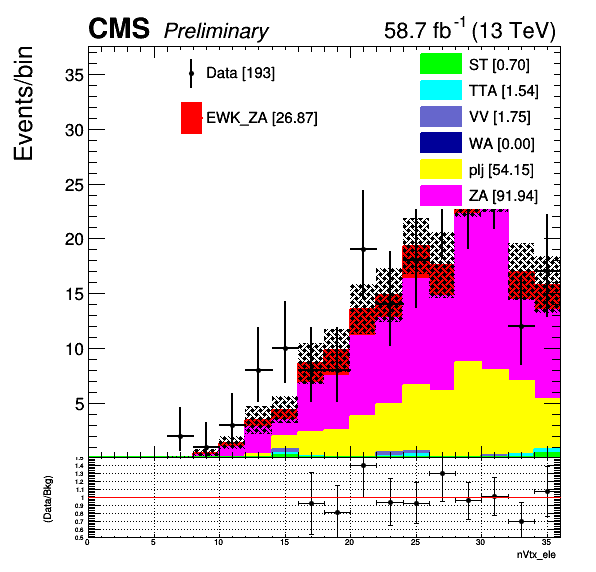 CMS Preliminary 58.7 fb⁻¹ (13 TeV)
Events/bin
Data [193]
EWK_ZA [26.87]
ST [0.70]
TTA [1.54]
VV [1.75]
WA [0.00]
plj [54.15]
ZA [91.94]
35
30
25
20
15
10
5
(Data/Bkg)
1.5
1.4
1.3
1.2
1.1
1
0.9
0.8
0.7
0.6
0.5
0 5 10 15 20 25 30 35
nVtx_ele